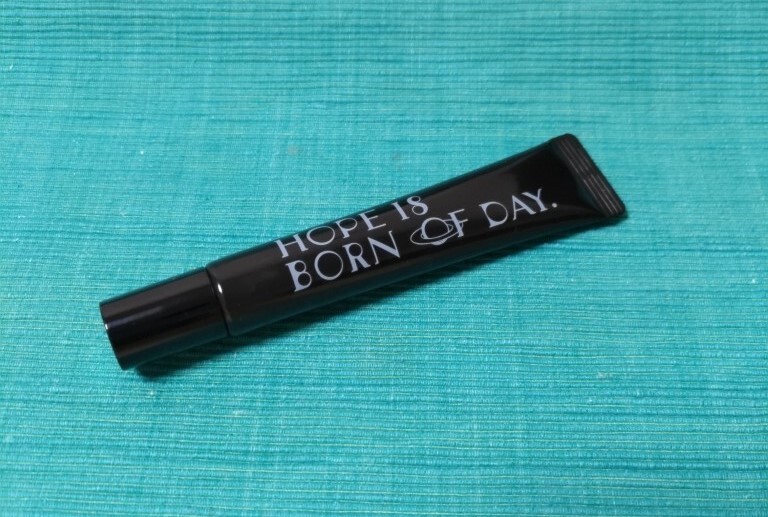 HOPE IS
BORN OF DAY.